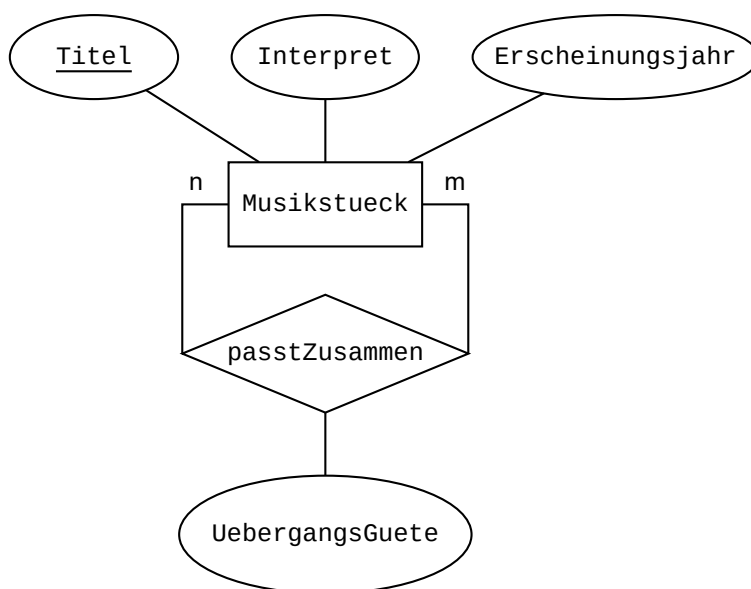 Titel
Interpret
Erscheinungsjahr
n
m
Musikstueck
passtZusammen
UebergangsGuete